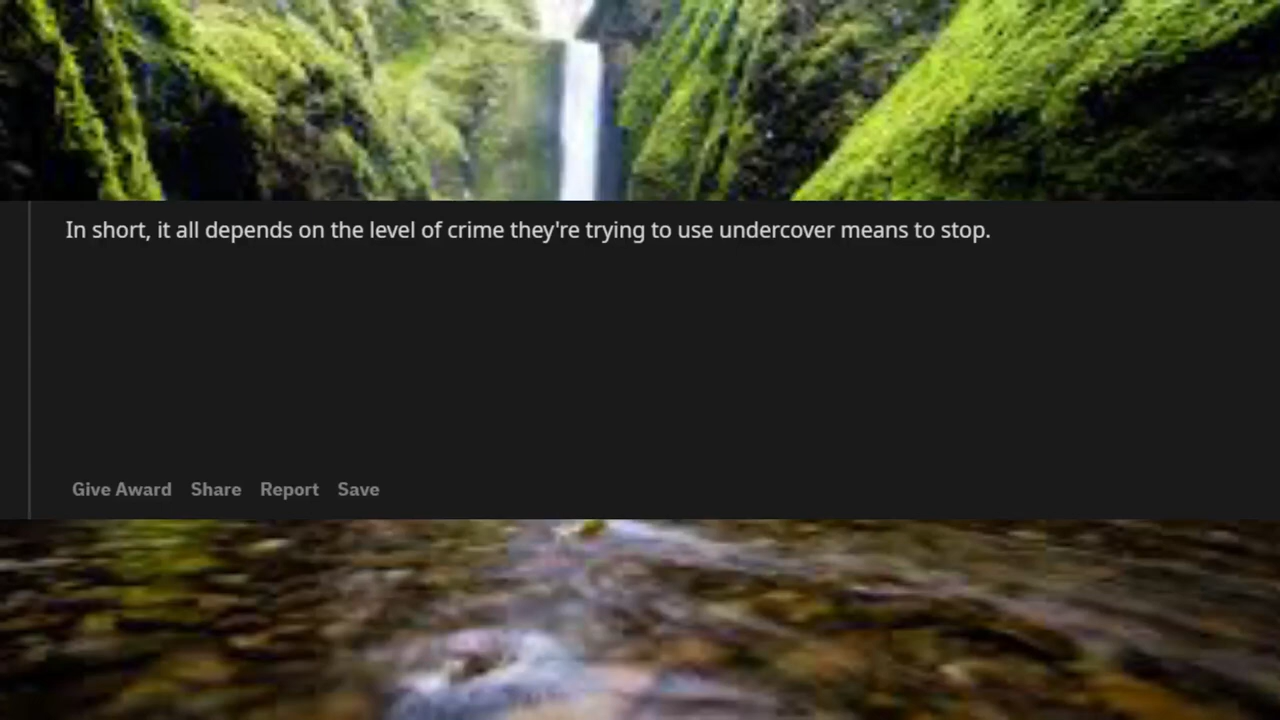 In short, it all depends on the level of crime they're trying to use undercover means to stop.
Give Award Share Report Save